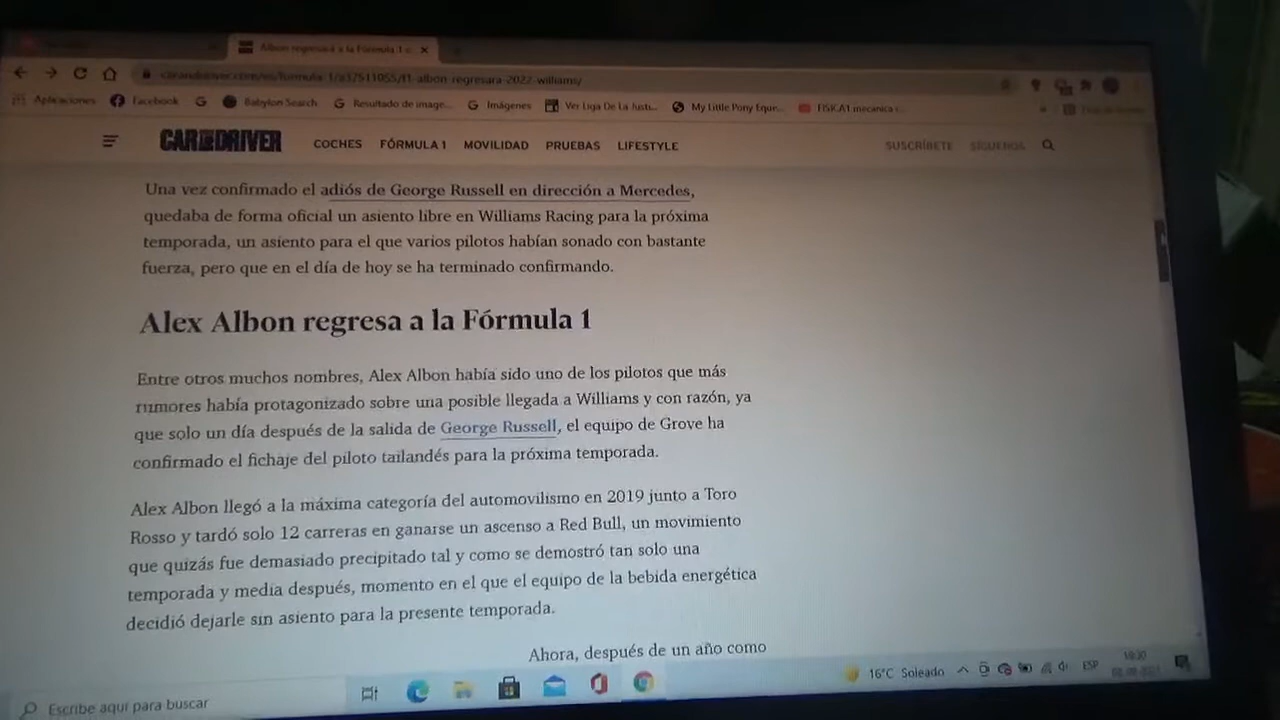 Albon regresará a la Fórmula 1 c
albon-regresara-2022-williams/
Aplicaciones Facebook Babylon Search Resultado de image... Imágenes Ver Liga De La Justi... My Little Pony Eque... FISICA1 mecanica r...
CAR AND DRIVER COCHES FÓRMULA 1 MOVILIDAD PRUEBAS LIFESTYLE SUSCRÍBETE SÍGUENOS
Una vez confirmado el adiós de George Russell en dirección a Mercedes,
quedaba de forma oficial un asiento libre en Williams Racing para la próxima
temporada, un asiento para el que varios pilotos habían sonado con bastante
fuerza, pero que en el día de hoy se ha terminado confirmando.
Alex Albon regresa a la Fórmula 1
Entre otros muchos nombres, Alex Albon había sido uno de los pilotos que más
rumores había protagonizado sobre una posible llegada a Williams y con razón, ya
que solo un día después de la salida de George Russell, el equipo de Grove ha
confirmado el fichaje del piloto tailandés para la próxima temporada.
Alex Albon llegó a la máxima categoría del automovilismo en 2019 junto a Toro
Rosso y tardó solo 12 carreras en ganarse un ascenso a Red Bull, un movimiento
que quizás fue demasiado precipitado tal y como se demostró tan solo una
temporada y media después, momento en el que el equipo de la bebida energética
decidió dejarle sin asiento para la presente temporada.
Ahora, después de un año como
Escribe aquí para buscar 16°C Soleado ESP